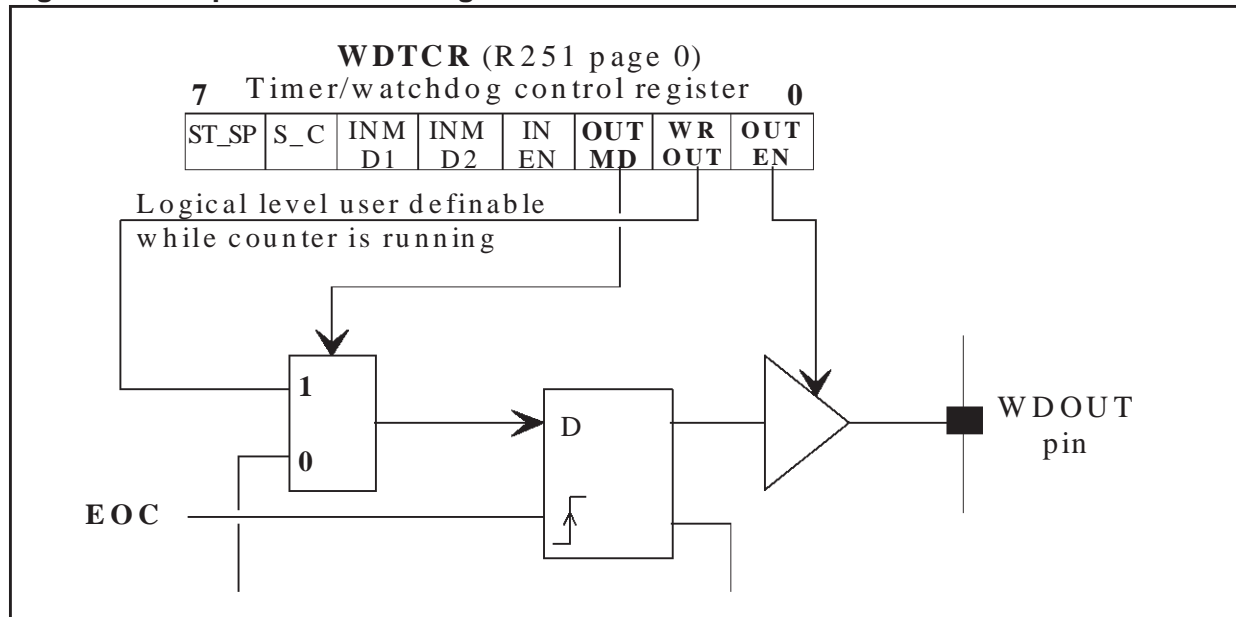 WDTCR (R251 page 0)
Timer/watchdog control register
7 0
ST_SP S_C INM D1 INM D2 IN EN OUT MD WR OUT OUT EN
Logical level user definable
while counter is running
1
D
WDOUT
pin
0
EOC